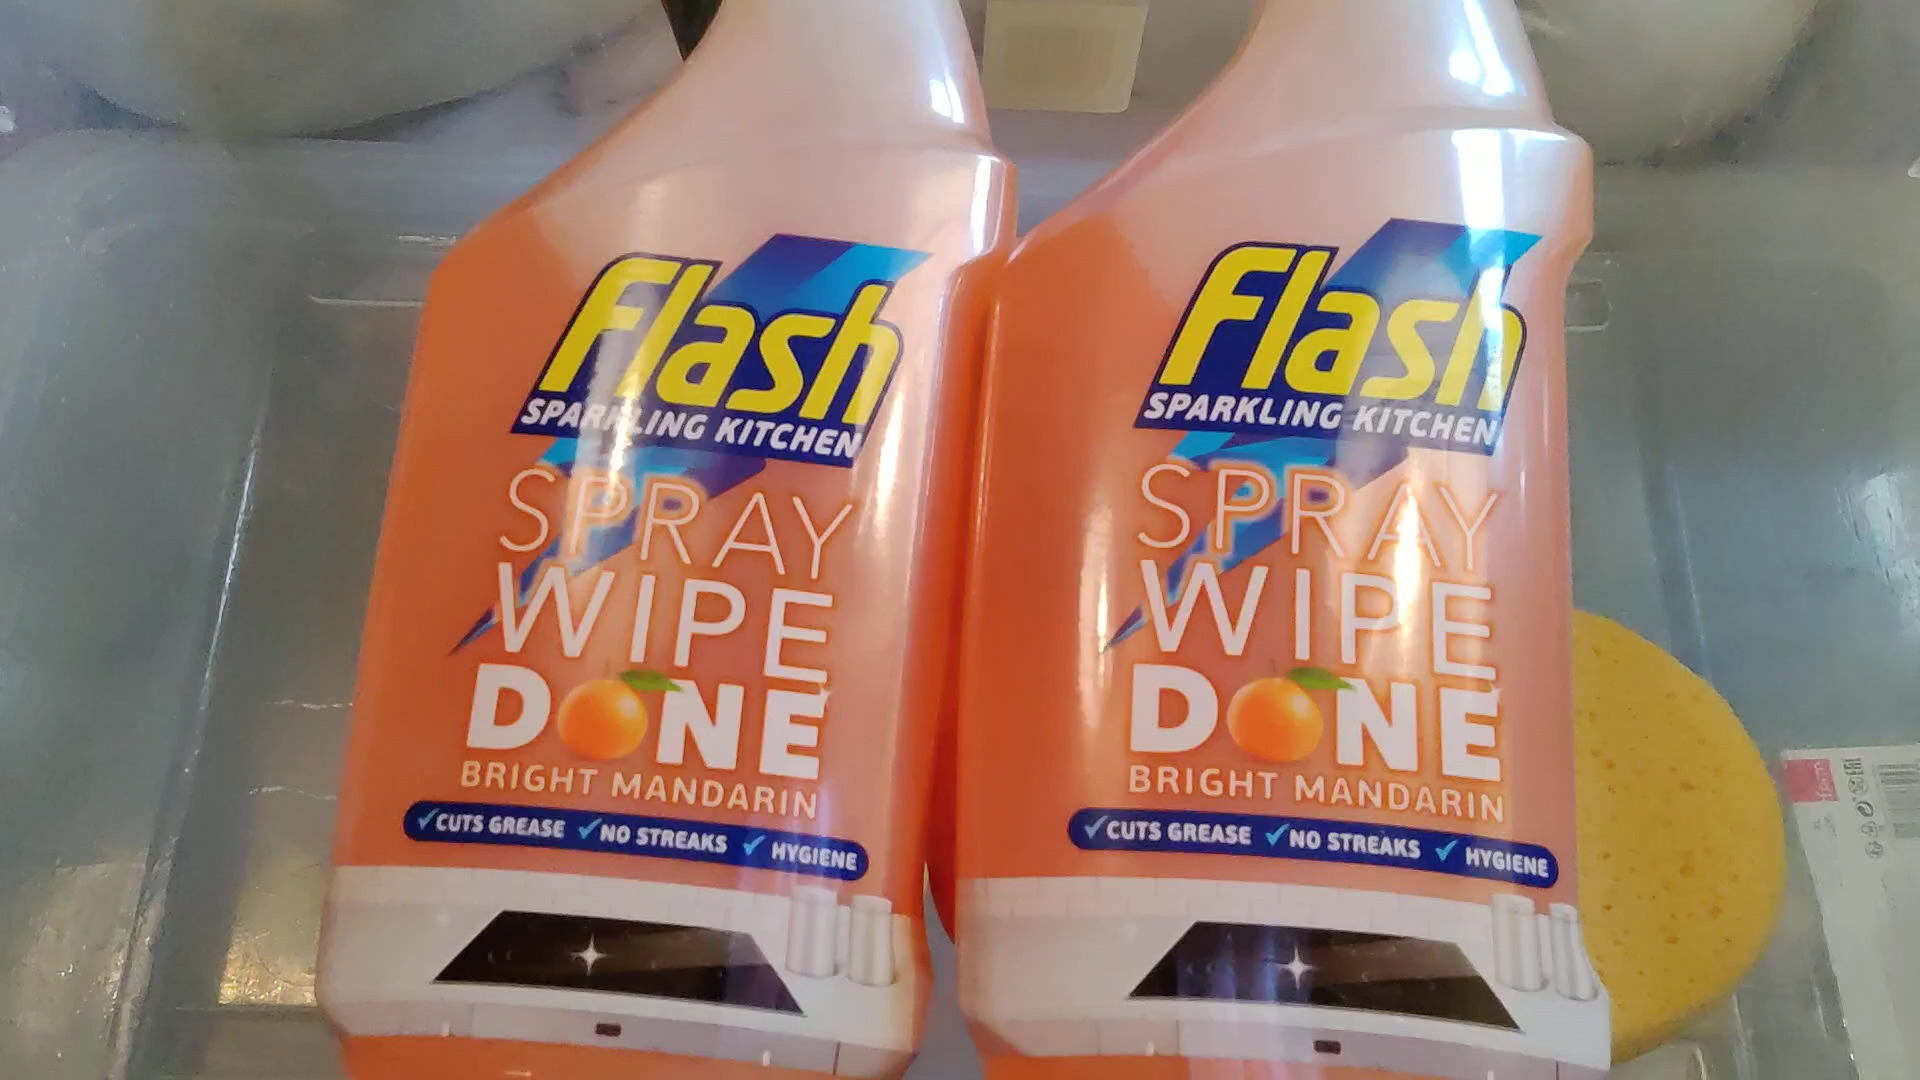 Flash
SPARKLING KITCHEN
SPRAY
WIPE
DONE
BRIGHT MANDARIN
✓CUTS GREASE ✓NO STREAKS ✓ HYGIENE
Flash
SPARKLING KITCHEN
SPRAY
WIPE
DONE
BRIGHT MANDARIN
✓CUTS GREASE ✓NO STREAKS ✓ HYGIENE